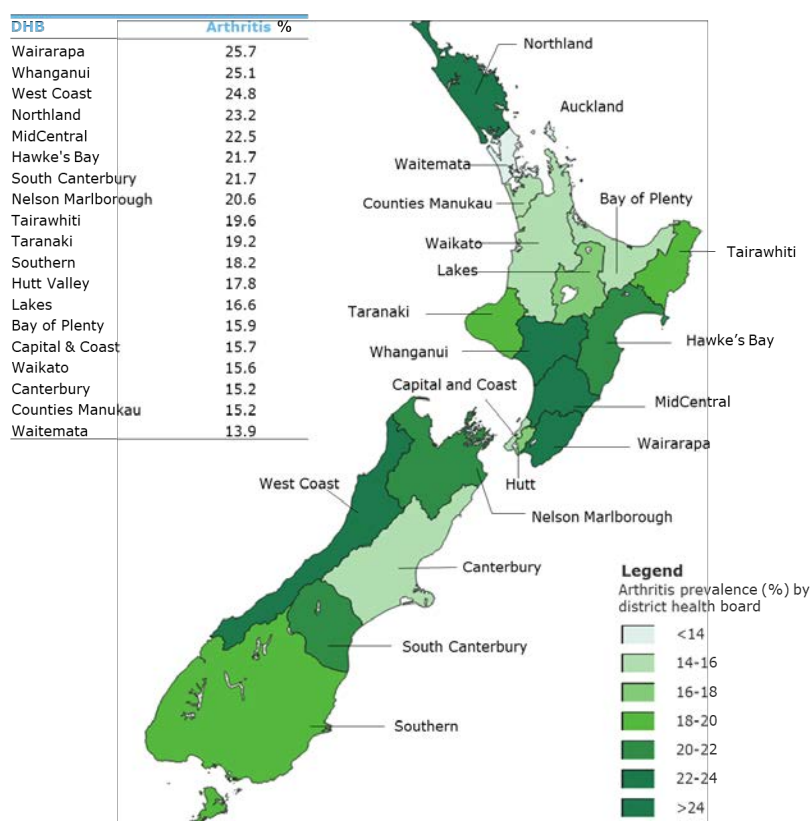 DHB Arthritis %
Wairarapa 25.7
Whanganui 25.1
West Coast 24.8
Northland 23.2
MidCentral 22.5
Hawke's Bay 21.7
South Canterbury 21.7
Nelson Marlborough 20.6
Tairawhiti 19.6
Taranaki 19.2
Southern 18.2
Hutt Valley 17.8
Lakes 16.6
Bay of Plenty 15.9
Capital & Coast 15.7
Waikato 15.6
Canterbury 15.2
Counties Manukau 15.2
Waitemata 13.9
Northland
Auckland
Waitemata
Counties Manukau
Bay of Plenty
Waikato
Tairawhiti
Lakes
Taranaki
Hawke’s Bay
Whanganui
Capital and Coast
MidCentral
Wairarapa
Hutt
West Coast
Nelson Marlborough
Canterbury
South Canterbury
Southern
Legend
Arthritis prevalence (%) by
district health board
<14
14-16
16-18
18-20
20-22
22-24
>24